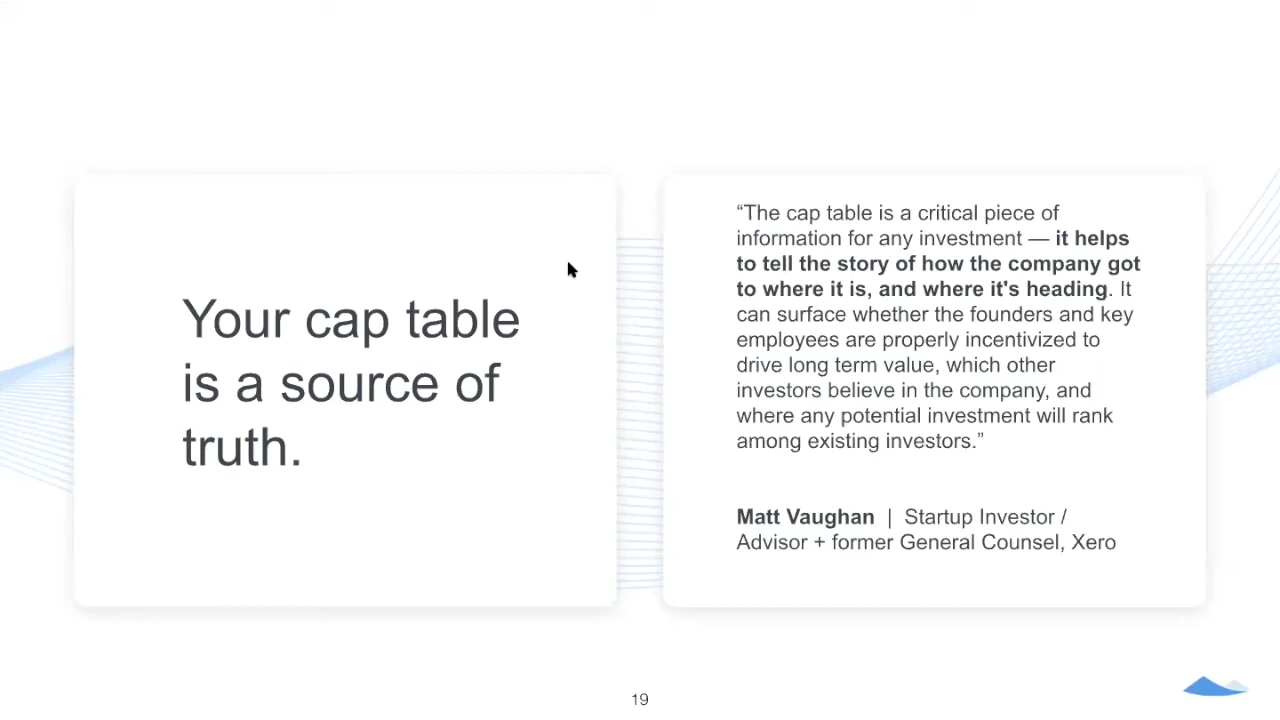 Your cap table
is a source of
truth.
“The cap table is a critical piece of
information for any investment — it helps
to tell the story of how the company got
to where it is, and where it's heading. It
can surface whether the founders and key
employees are properly incentivized to
drive long term value, which other
investors believe in the company, and
where any potential investment will rank
among existing investors.”
Matt Vaughan | Startup Investor /
Advisor + former General Counsel, Xero
19